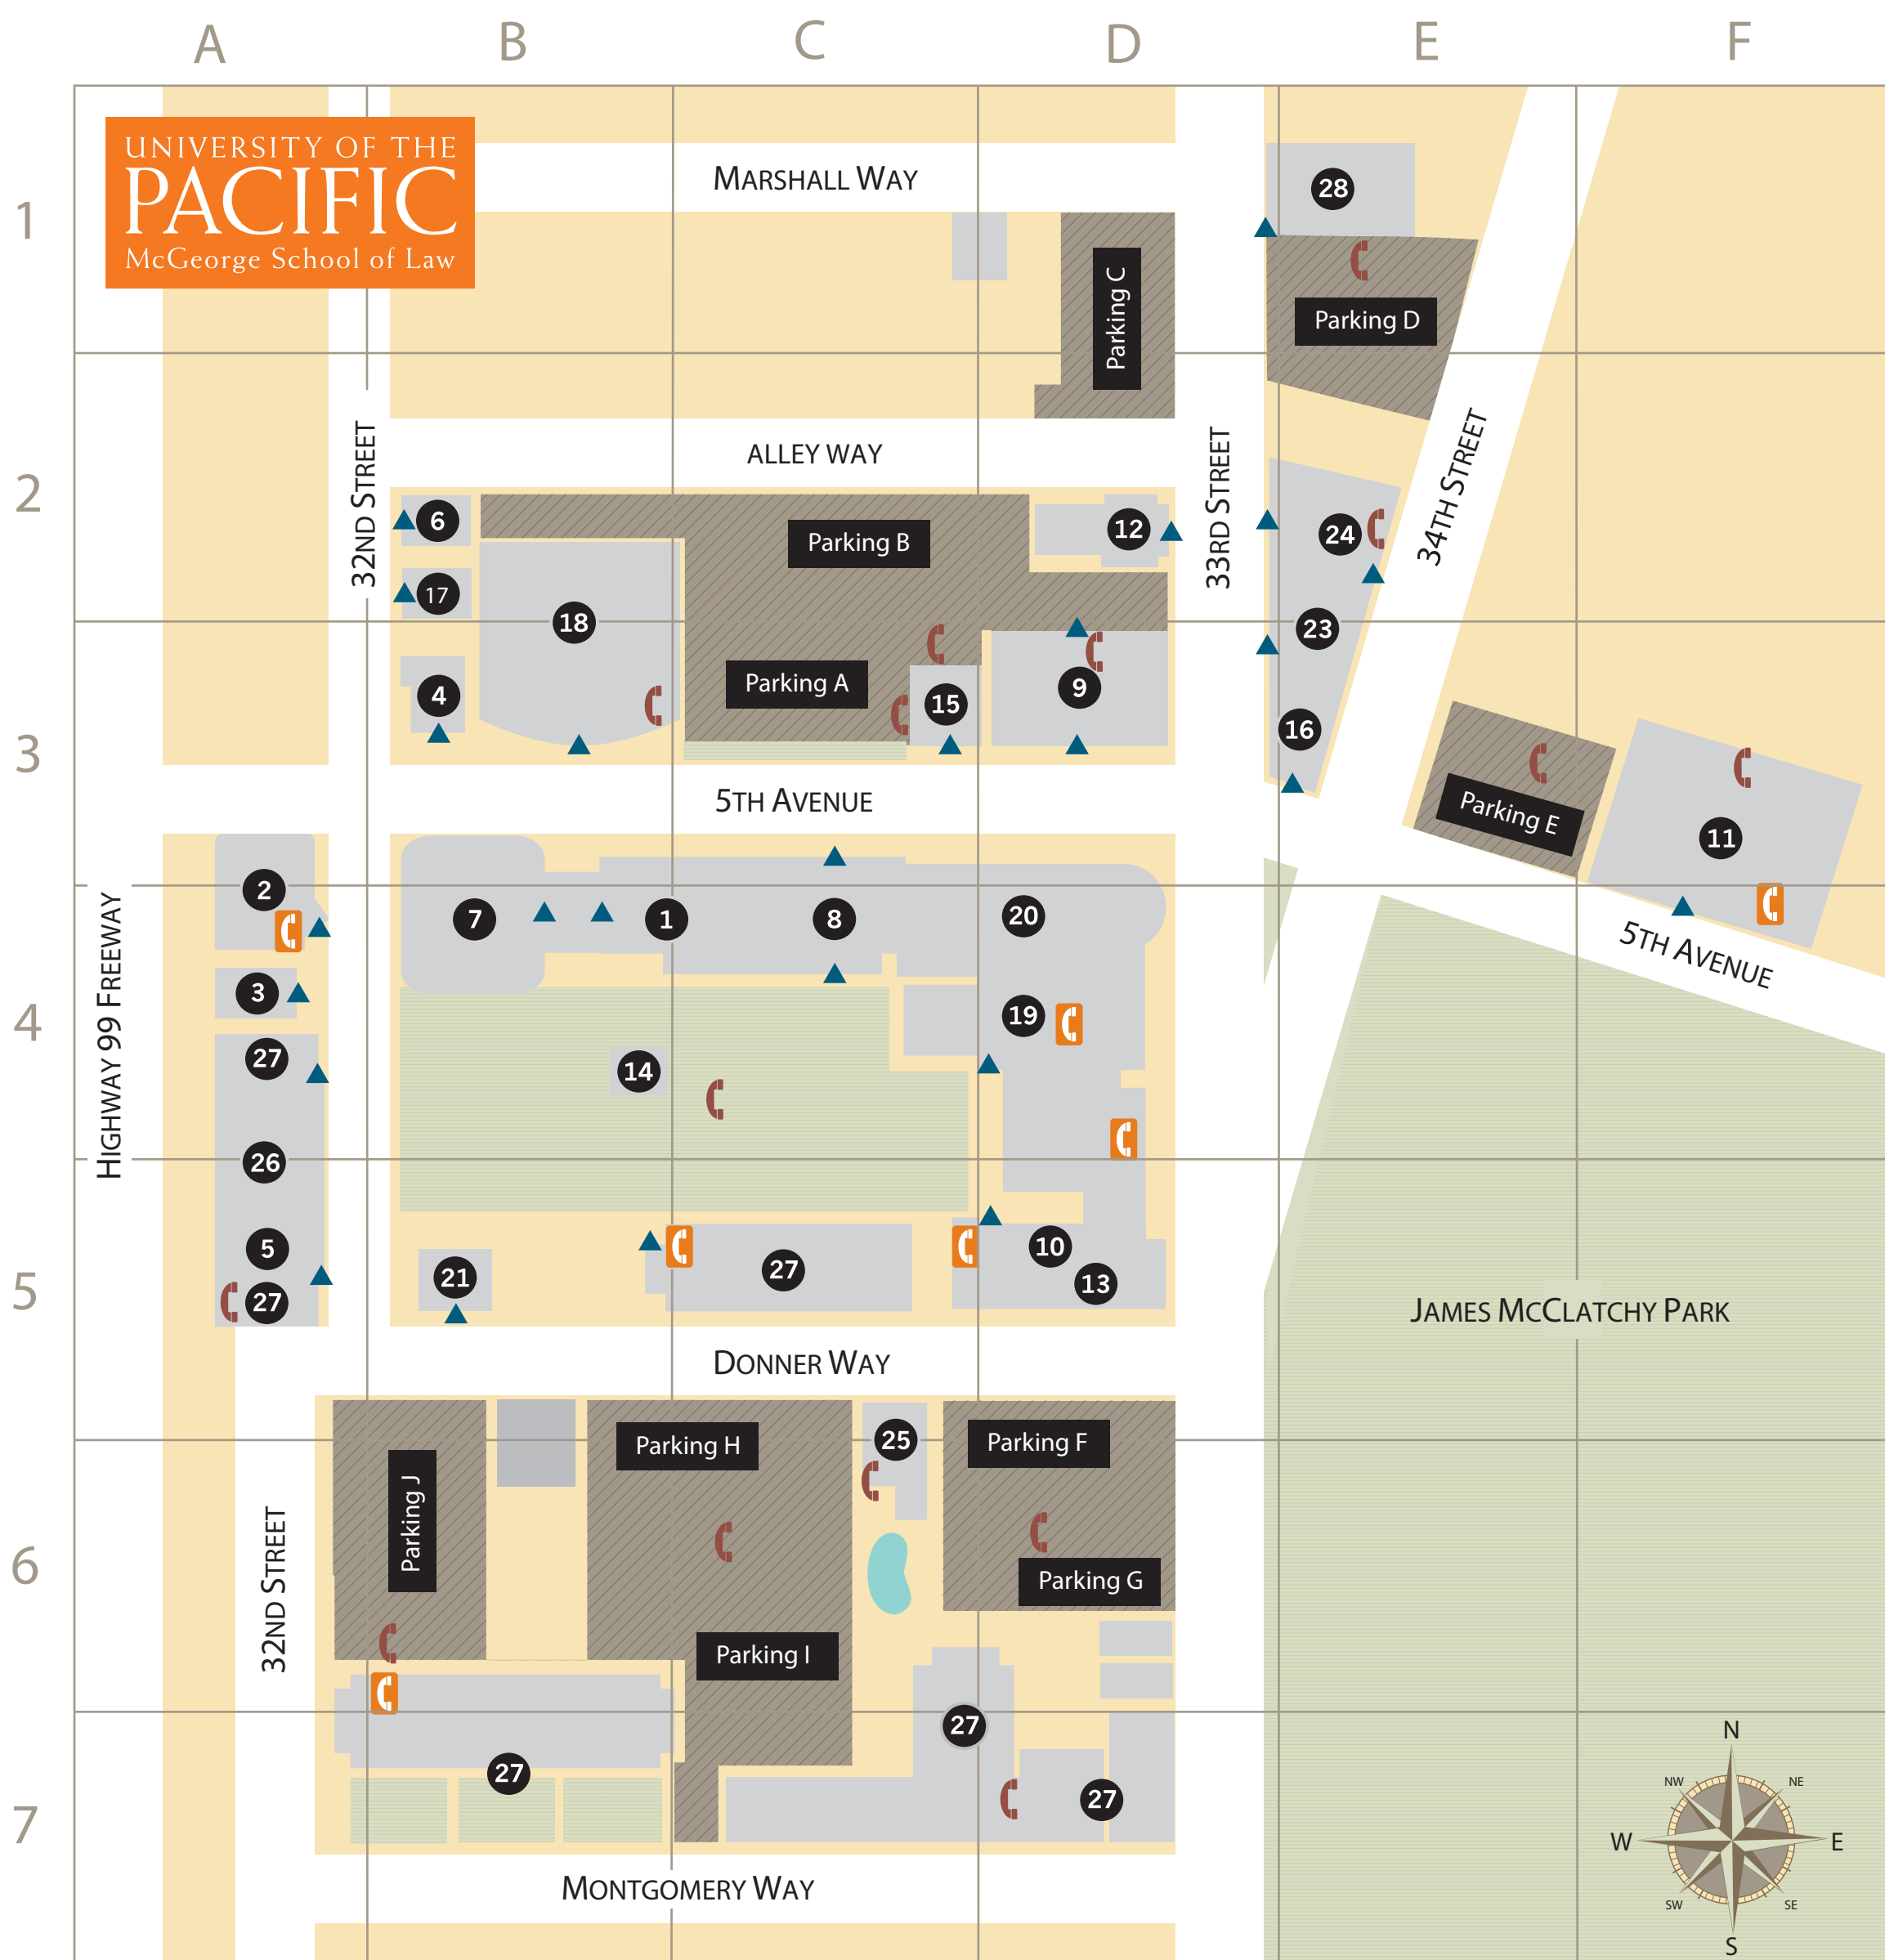 A B C D E F
UNIVERSITY OF THE
PACIFIC
McGeorge School of Law
MARSHALL WAY
1
28
Parking C
Parking D
32ND STREET
ALLEY WAY
33RD STREET
34TH STREET
2
6
Parking B
12
24
17
18
23
4
Parking A
15
9
16
3
5TH AVENUE
Parking E
11
2
7
1
8
20
5TH AVENUE
HIGHWAY 99 FREEWAY
3
19
4
27
14
26
5
10
21
27
13
5
27
JAMES MCCLATCHY PARK
DONNER WAY
Parking H
25
Parking F
Parking J
32ND STREET
6
Parking G
Parking I
27
27
27
7
MONTGOMERY WAY
N
NW
NE
W
E
SW
SE
S